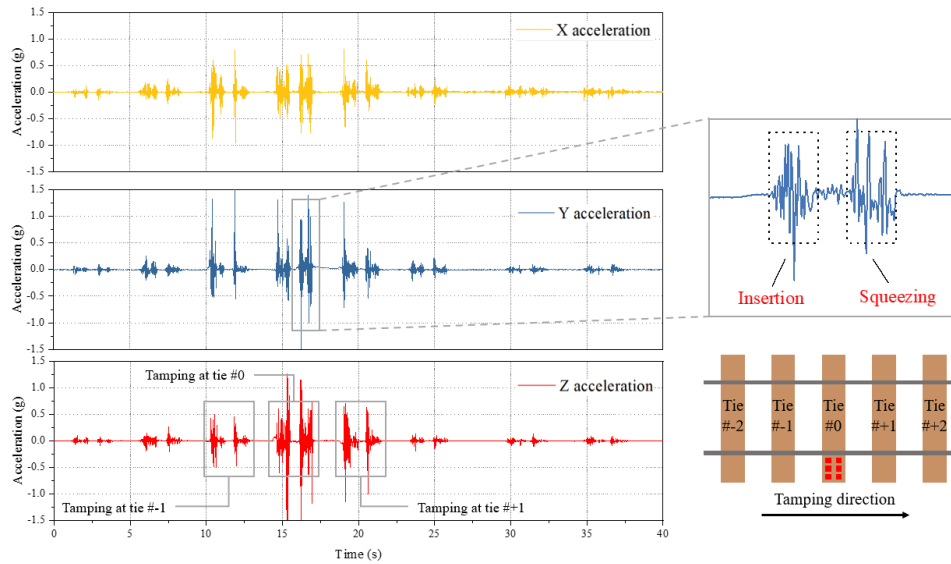 1.5
1.0
0.5
0.0
-0.5
-1.0
-1.5
Acceleration (g)
X acceleration
1.5
1.0
0.5
0.0
-0.5
-1.0
-1.5
Acceleration (g)
Y acceleration
1.5
1.0
0.5
0.0
-0.5
-1.0
-1.5
Acceleration (g)
Z acceleration
Tamping at tie #0
Tamping at tie #-1
Tamping at tie #+1
0 5 10 15 20 25 30 35 40
Time (s)
Insertion
Squeezing
Tie
#-2
Tie
#-1
Tie
#0
Tie
#+1
Tie
#+2
Tamping direction